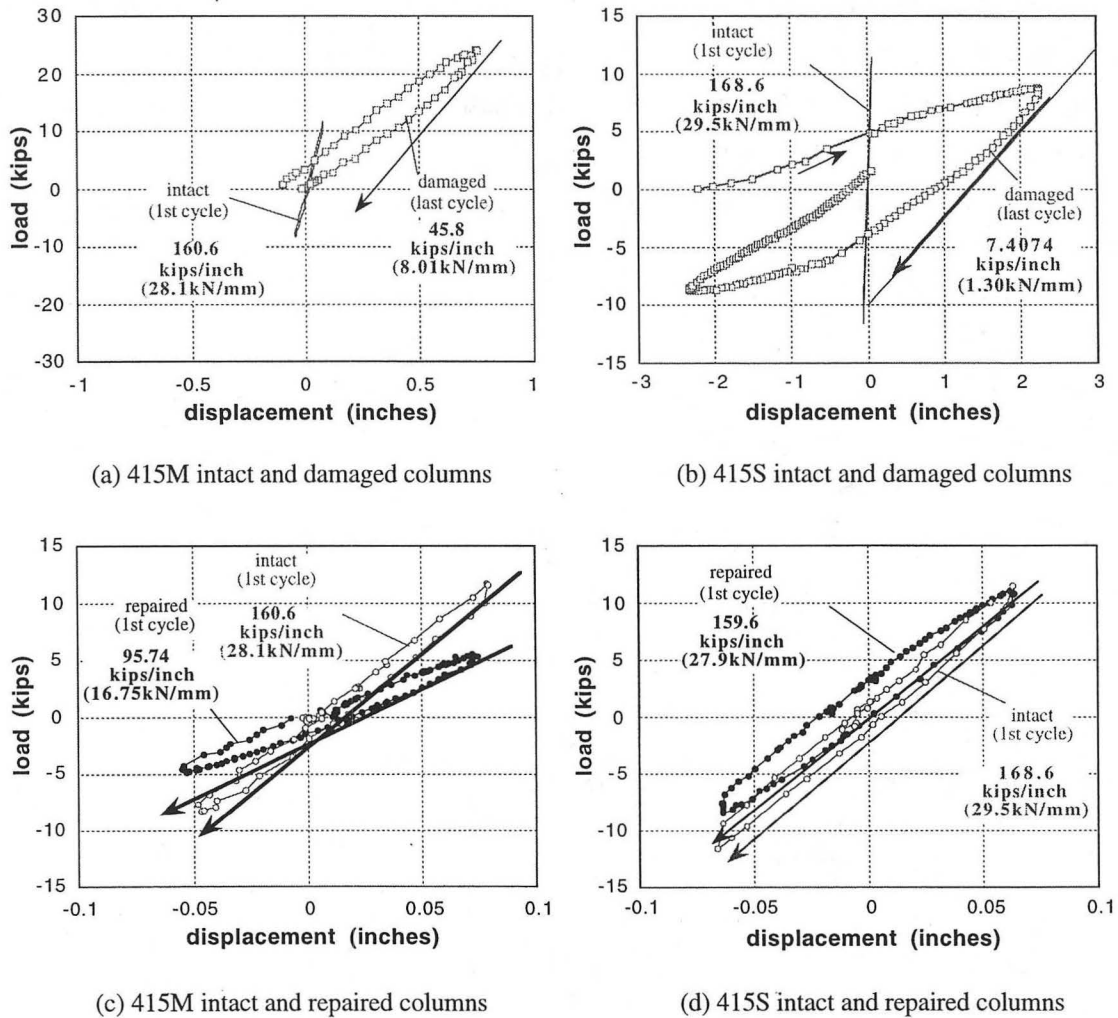 30
20
10
0
-10
-20
-30
load (kips)
intact
(1st cycle)
160.6
kips/inch
(28.1kN/mm)
damaged
(last cycle)
45.8
kips/inch
(8.01kN/mm)
-1
-0.5
0
0.5
1
displacement (inches)
(a) 415M intact and damaged columns
15
10
5
0
-5
-10
-15
load (kips)
intact
(1st cycle)
168.6
kips/inch
(29.5kN/mm)
damaged
(last cycle)
7.4074
kips/inch
(1.30kN/mm)
-3
-2
-1
0
1
2
3
displacement (inches)
(b) 415S intact and damaged columns
15
10
5
0
-5
-10
-15
load (kips)
intact
(1st cycle)
160.6
kips/inch
(28.1kN/mm)
repaired
(1st cycle)
95.74
kips/inch
(16.75kN/mm)
-0.1
-0.05
0
0.05
0.1
displacement (inches)
(c) 415M intact and repaired columns
15
10
5
0
-5
-10
-15
load (kips)
repaired
(1st cycle)
159.6
kips/inch
(27.9kN/mm)
intact
(1st cycle)
168.6
kips/inch
(29.5kN/mm)
-0.1
-0.05
0
0.05
0.1
displacement (inches)
(d) 415S intact and repaired columns